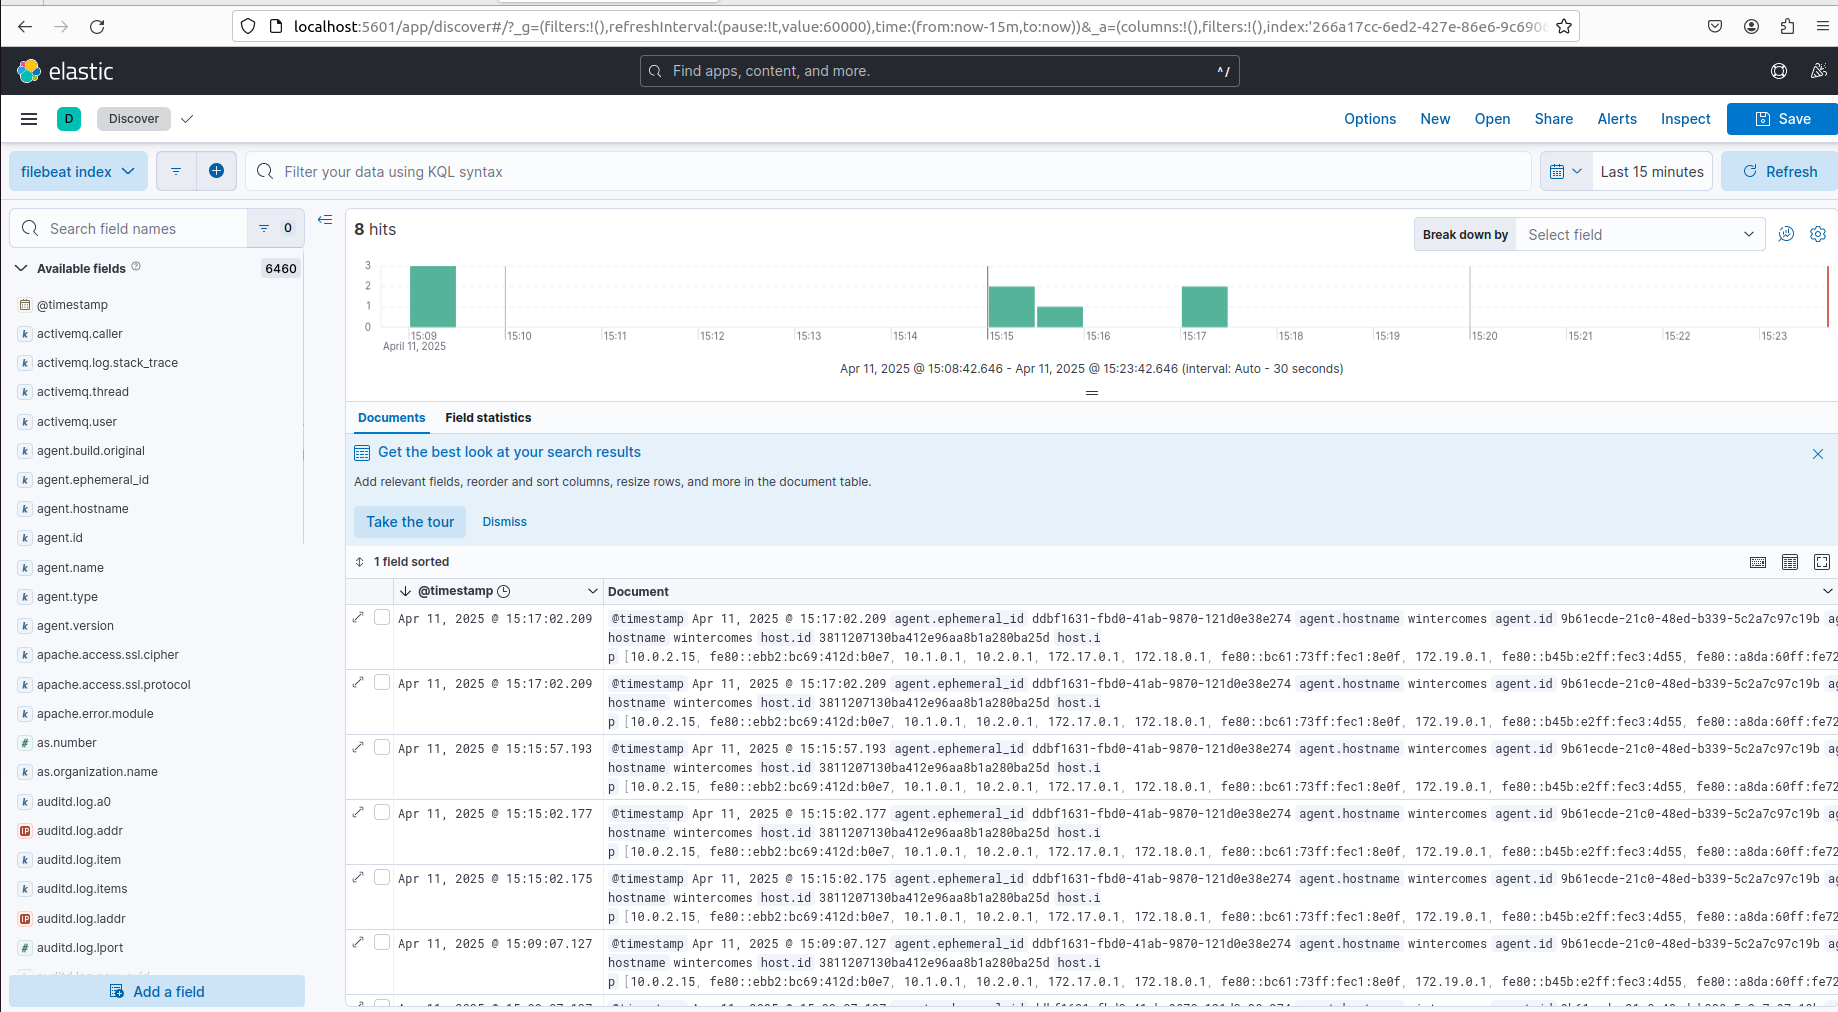 localhost:5601/app/discover#/?_g=(filters:!(),refreshInterval:(pause:!t,value:60000),time:(from:now-15m,to:now))&_a=(columns:!(),filters:!(),index:'266a17cc-6ed2-427e-86e6-9c690
elastic
Find apps, content, and more.
^/
D
Discover
Options
New
Open
Share
Alerts
Inspect
Save
filebeat index
Filter your data using KQL syntax
Last 15 minutes
Refresh
Search field names
0
Available fields
6460
@timestamp
k activemq.caller
k activemq.log.stack_trace
k activemq.thread
k activemq.user
k agent.build.original
k agent.ephemeral_id
k agent.hostname
k agent.id
k agent.name
k agent.type
k agent.version
k apache.access.ssl.cipher
k apache.access.ssl.protocol
k apache.error.module
# as.number
k as.organization.name
k auditd.log.a0
IP auditd.log.addr
k auditd.log.item
k auditd.log.items
IP auditd.log.laddr
# auditd.log.lport
Add a field
8 hits
Break down by
Select field
3
2
1
0
15:09
15:10
15:11
15:12
15:13
15:14
15:15
15:16
15:17
15:18
15:19
15:20
15:21
15:22
15:23
April 11, 2025
Apr 11, 2025 @ 15:08:42.646 - Apr 11, 2025 @ 15:23:42.646 (interval: Auto - 30 seconds)
Documents
Field statistics
Get the best look at your search results
Add relevant fields, reorder and sort columns, resize rows, and more in the document table.
Take the tour
Dismiss
1 field sorted
@timestamp
Document
Apr 11, 2025 @ 15:17:02.209
@timestamp Apr 11, 2025 @ 15:17:02.209 agent.ephemeral_id ddbf1631-fbd0-41ab-9870-121d0e38e274 agent.hostname wintercomes agent.id 9b61ecde-21c0-48ed-b339-5c2a7c97c19b ag
hostname wintercomes host.id 3811207130ba412e96aa8b1a280ba25d host.i
p [10.0.2.15, fe80::ebb2:bc69:412d:b0e7, 10.1.0.1, 10.2.0.1, 172.17.0.1, 172.18.0.1, fe80::bc61:73ff:fec1:8e0f, 172.19.0.1, fe80::b45b:e2ff:fec3:4d55, fe80::a8da:60ff:fe72
Apr 11, 2025 @ 15:17:02.209
@timestamp Apr 11, 2025 @ 15:17:02.209 agent.ephemeral_id ddbf1631-fbd0-41ab-9870-121d0e38e274 agent.hostname wintercomes agent.id 9b61ecde-21c0-48ed-b339-5c2a7c97c19b ag
hostname wintercomes host.id 3811207130ba412e96aa8b1a280ba25d host.i
p [10.0.2.15, fe80::ebb2:bc69:412d:b0e7, 10.1.0.1, 10.2.0.1, 172.17.0.1, 172.18.0.1, fe80::bc61:73ff:fec1:8e0f, 172.19.0.1, fe80::b45b:e2ff:fec3:4d55, fe80::a8da:60ff:fe72
Apr 11, 2025 @ 15:15:57.193
@timestamp Apr 11, 2025 @ 15:15:57.193 agent.ephemeral_id ddbf1631-fbd0-41ab-9870-121d0e38e274 agent.hostname wintercomes agent.id 9b61ecde-21c0-48ed-b339-5c2a7c97c19b ag
hostname wintercomes host.id 3811207130ba412e96aa8b1a280ba25d host.i
p [10.0.2.15, fe80::ebb2:bc69:412d:b0e7, 10.1.0.1, 10.2.0.1, 172.17.0.1, 172.18.0.1, fe80::bc61:73ff:fec1:8e0f, 172.19.0.1, fe80::b45b:e2ff:fec3:4d55, fe80::a8da:60ff:fe72
Apr 11, 2025 @ 15:15:02.177
@timestamp Apr 11, 2025 @ 15:15:02.177 agent.ephemeral_id ddbf1631-fbd0-41ab-9870-121d0e38e274 agent.hostname wintercomes agent.id 9b61ecde-21c0-48ed-b339-5c2a7c97c19b ag
hostname wintercomes host.id 3811207130ba412e96aa8b1a280ba25d host.i
p [10.0.2.15, fe80::ebb2:bc69:412d:b0e7, 10.1.0.1, 10.2.0.1, 172.17.0.1, 172.18.0.1, fe80::bc61:73ff:fec1:8e0f, 172.19.0.1, fe80::b45b:e2ff:fec3:4d55, fe80::a8da:60ff:fe72
Apr 11, 2025 @ 15:15:02.175
@timestamp Apr 11, 2025 @ 15:15:02.175 agent.ephemeral_id ddbf1631-fbd0-41ab-9870-121d0e38e274 agent.hostname wintercomes agent.id 9b61ecde-21c0-48ed-b339-5c2a7c97c19b ag
hostname wintercomes host.id 3811207130ba412e96aa8b1a280ba25d host.i
p [10.0.2.15, fe80::ebb2:bc69:412d:b0e7, 10.1.0.1, 10.2.0.1, 172.17.0.1, 172.18.0.1, fe80::bc61:73ff:fec1:8e0f, 172.19.0.1, fe80::b45b:e2ff:fec3:4d55, fe80::a8da:60ff:fe72
Apr 11, 2025 @ 15:09:07.127
@timestamp Apr 11, 2025 @ 15:09:07.127 agent.ephemeral_id ddbf1631-fbd0-41ab-9870-121d0e38e274 agent.hostname wintercomes agent.id 9b61ecde-21c0-48ed-b339-5c2a7c97c19b ag
hostname wintercomes host.id 3811207130ba412e96aa8b1a280ba25d host.i
p [10.0.2.15, fe80::ebb2:bc69:412d:b0e7, 10.1.0.1, 10.2.0.1, 172.17.0.1, 172.18.0.1, fe80::bc61:73ff:fec1:8e0f, 172.19.0.1, fe80::b45b:e2ff:fec3:4d55, fe80::a8da:60ff:fe72